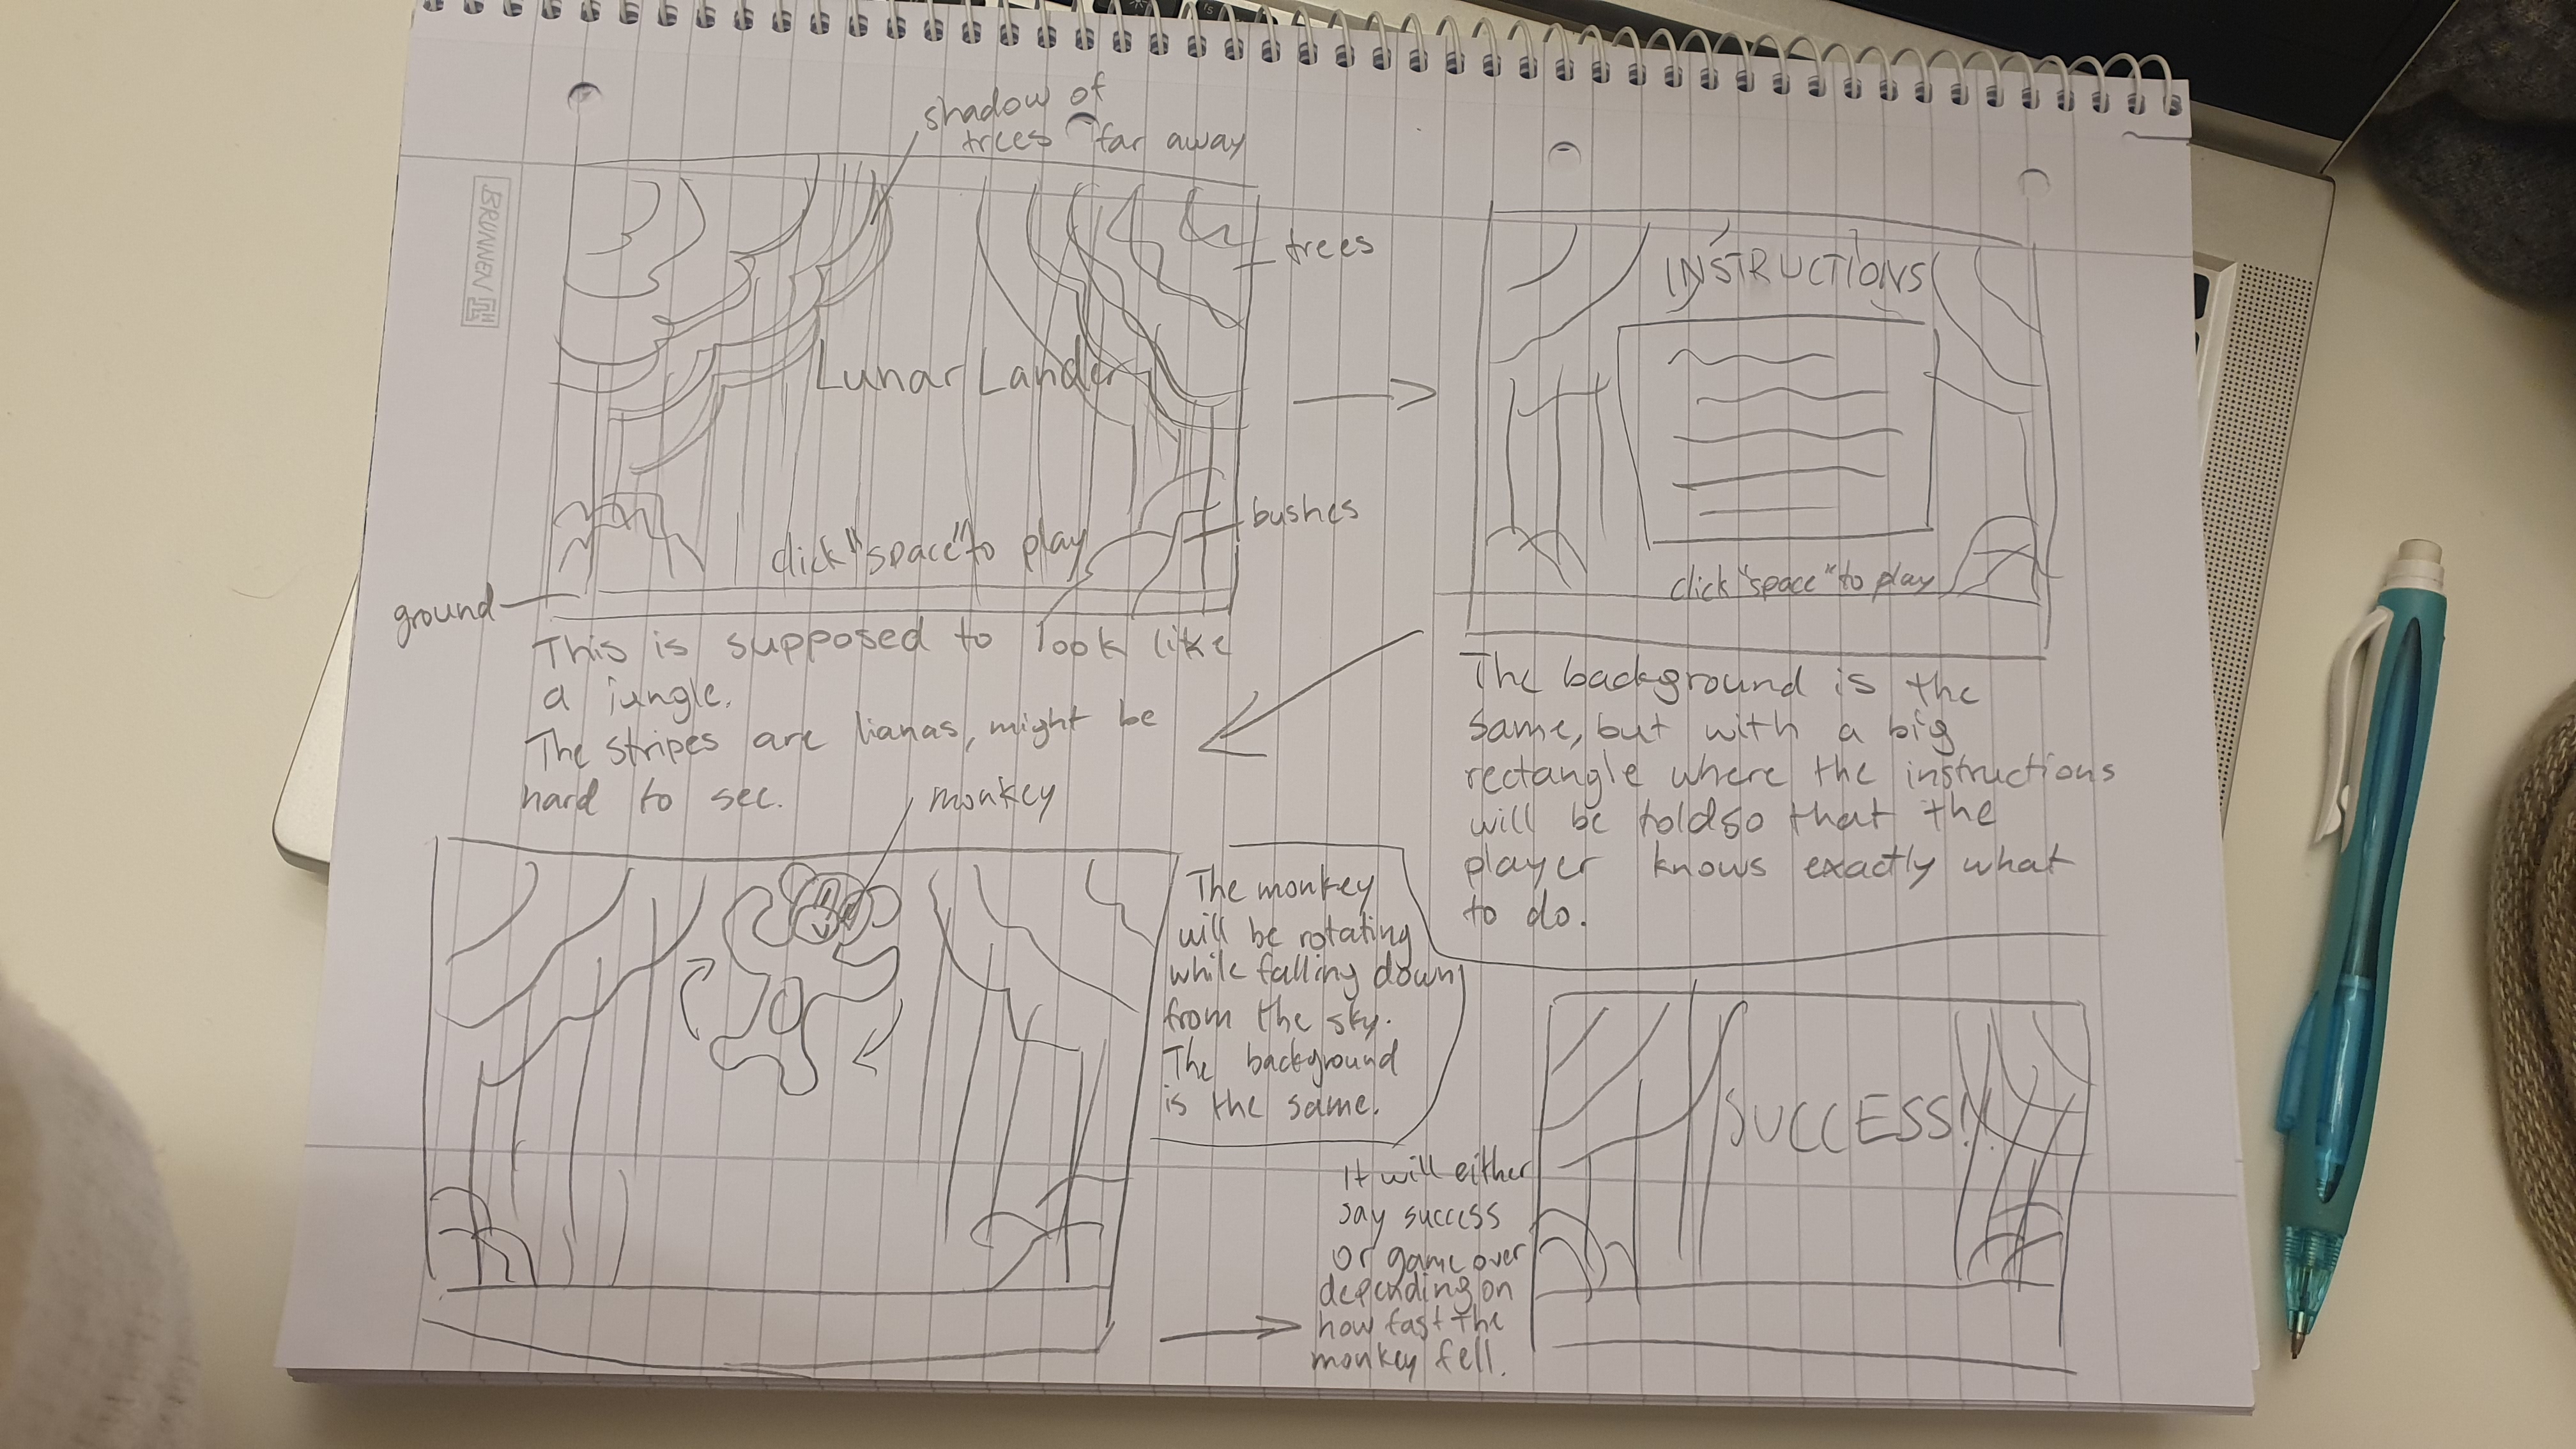 BRUNNEN
shadow of
trees far away
trees
Lunar Lander
bushes
click "space" to play
ground
This is supposed to look like
a jungle.
The stripes are lianas, might be
hard to see.
INSTRUCTIONS
click "space" to play
The background is the
same, but with a big
rectangle where the instructions
will be told so that the
player knows exactly what
to do.
monkey
The monkey
will be rotating
while falling down
from the sky.
The background
is the same.
It will either
say success
or game over
depending on
how fast the
monkey fell.
SUCCESS!!